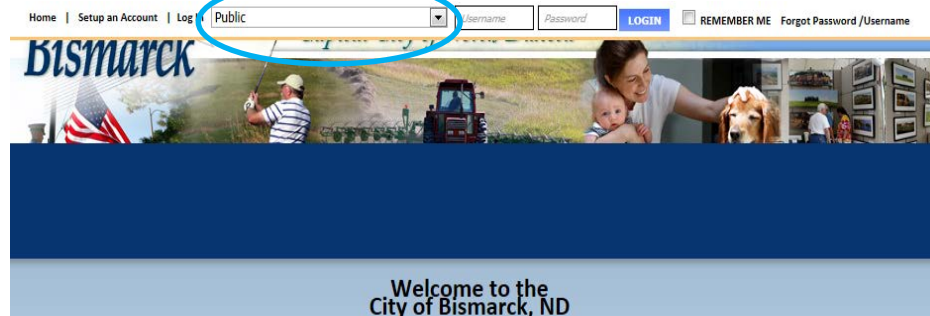 Home | Setup an Account | Log In Public Username Password LOGIN REMEMBER ME Forgot Password /Username
Bismarck
Welcome to the
City of Bismarck, ND